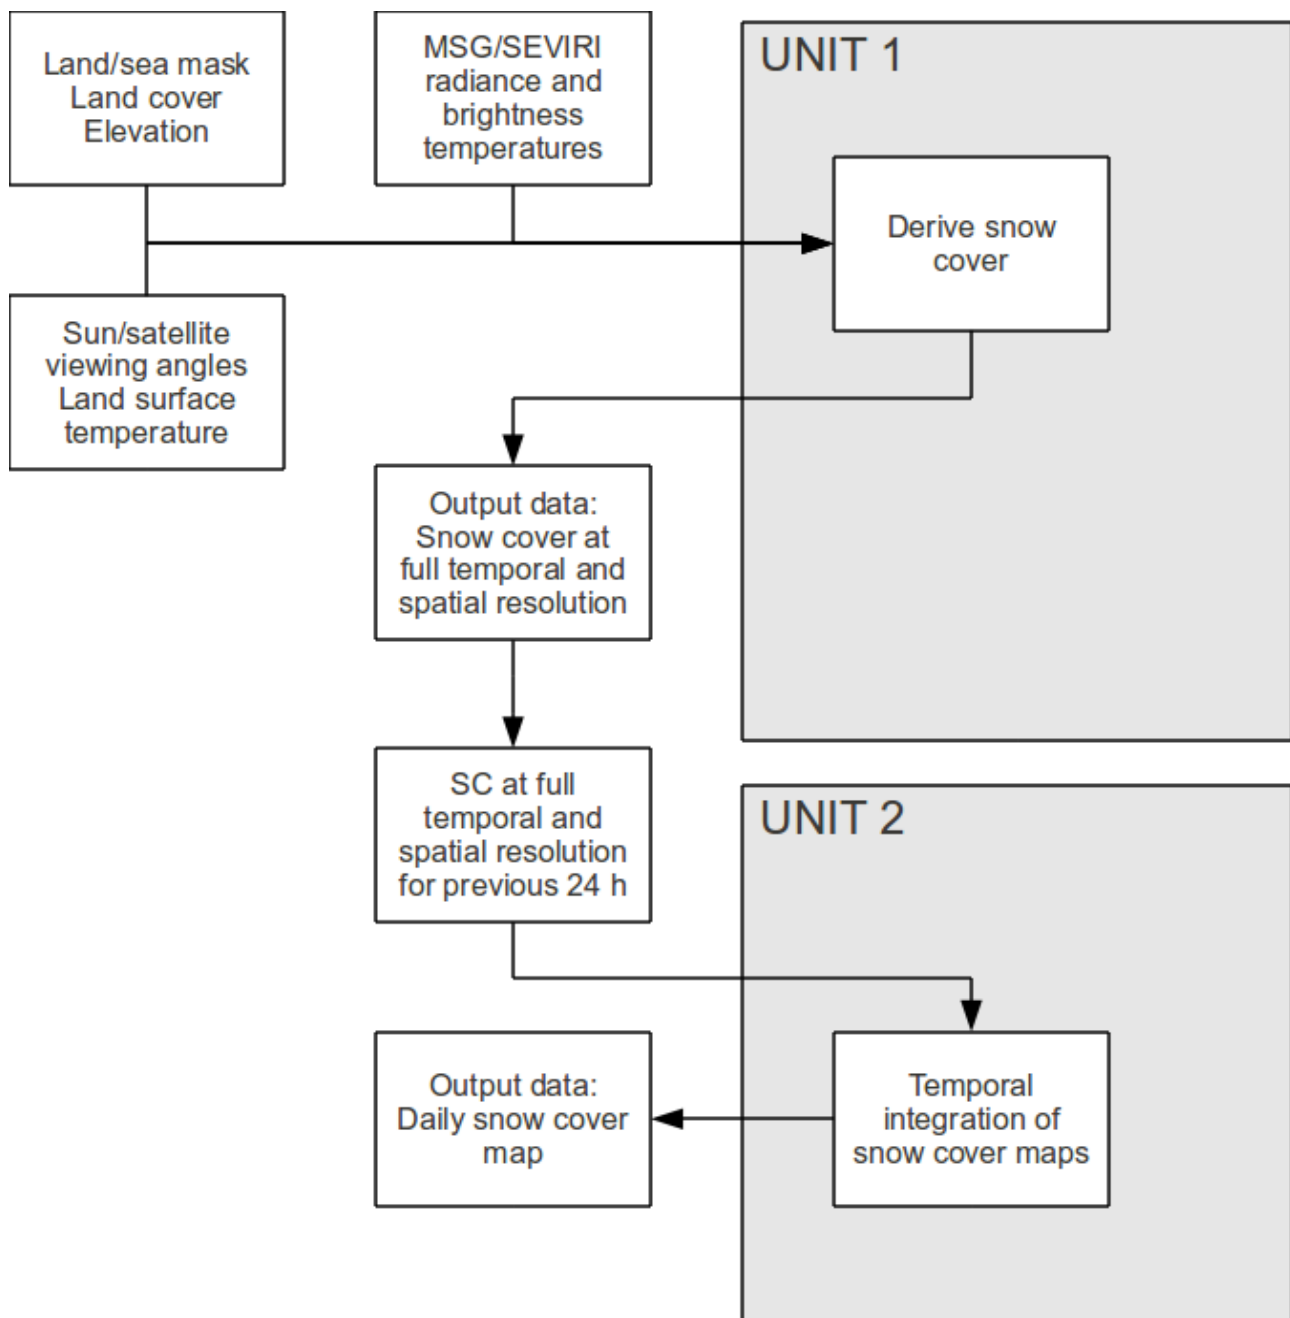 Land/sea mask
Land cover
Elevation
MSG/SEVIRI
radiance and
brightness
temperatures
UNIT 1
Derive snow
cover
Sun/satellite
viewing angles
Land surface
temperature
Output data:
Snow cover at
full temporal and
spatial resolution
SC at full
temporal and
spatial resolution
for previous 24 h
UNIT 2
Temporal
integration of
snow cover maps
Output data:
Daily snow cover
map